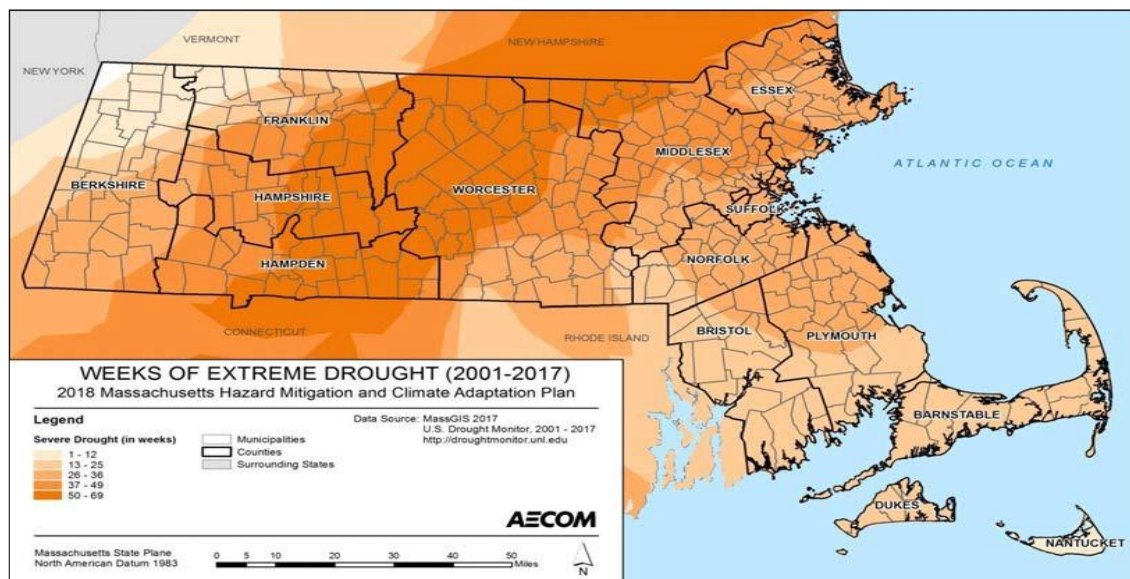 VERMONT
NEW HAMPSHIRE
NEW YORK
ESSEX
FRANKLIN
MIDDLESEX
ATLANTIC OCEAN
BERKSHIRE
HAMPSHIRE
WORCESTER
SUFFOLK
HAMPDEN
NORFOLK
CONNECTICUT
RHODE ISLAND
BRISTOL
PLYMOUTH
BARNSTABLE
DUKES
NANTUCKET
WEEKS OF EXTREME DROUGHT (2001-2017)
2018 Massachusetts Hazard Mitigation and Climate Adaptation Plan
Legend
Data Source: MassGIS 2017
U.S. Drought Monitor, 2001 - 2017
http://droughtmonitor.unl.edu
Severe Drought (in weeks)
1 - 12
13 - 25
26 - 36
37 - 49
50 - 69
Municipalities
Counties
Surrounding States
AECOM
Massachusetts State Plane
North American Datum 1983
0 5 10 20 30 40 50
Miles
N